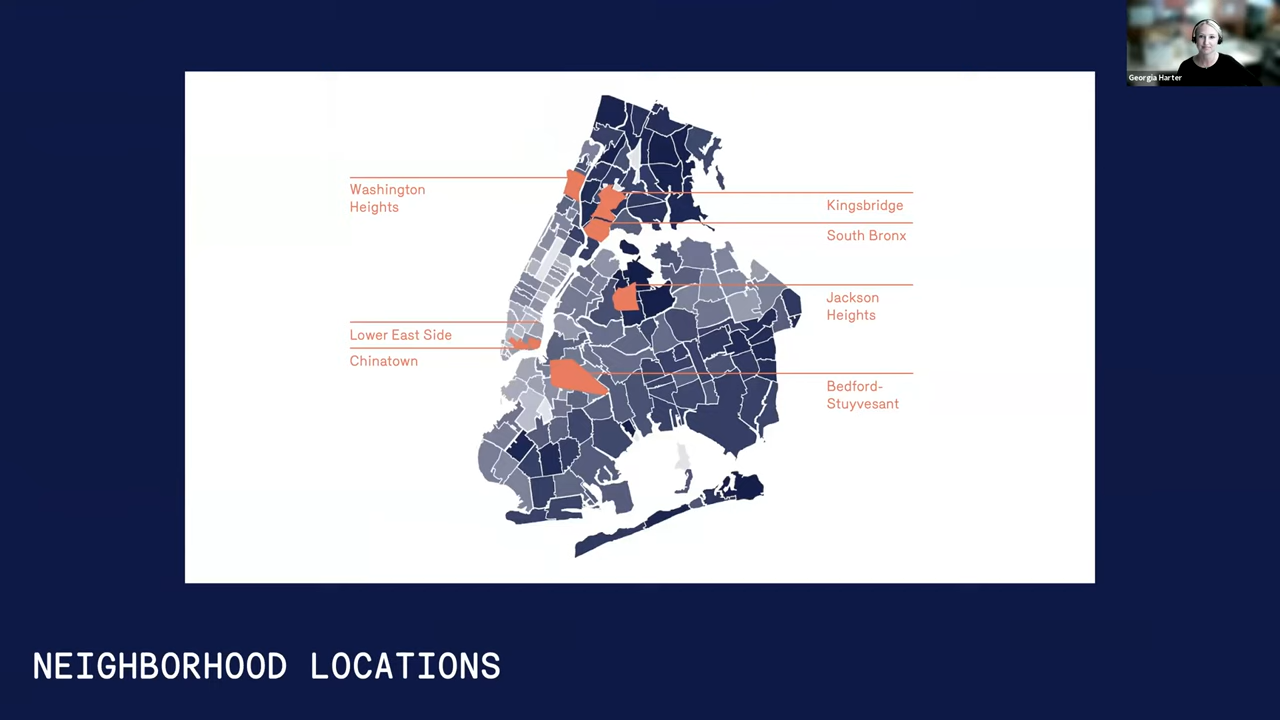 Georgia Harter
Washington
Heights
Kingsbridge
South Bronx
Jackson
Heights
Lower East Side
Chinatown
Bedford-
Stuyvesant
NEIGHBORHOOD LOCATIONS